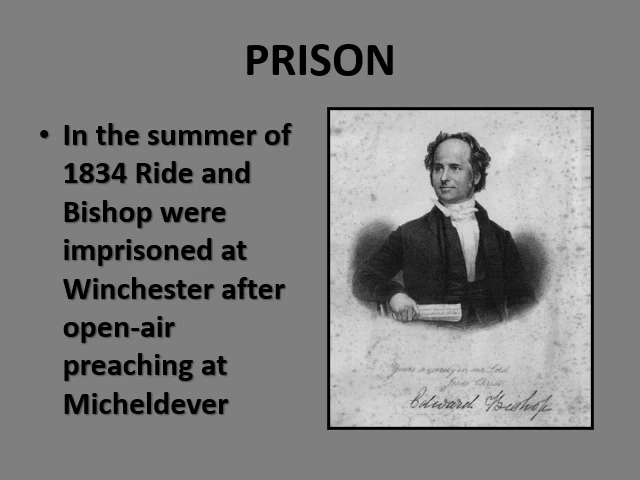 PRISON
• In the summer of
1834 Ride and
Bishop were
imprisoned at
Winchester after
open-air
preaching at
Micheldever
Yours sincerely in our Lord
Jesus Christ
Edward Bishop